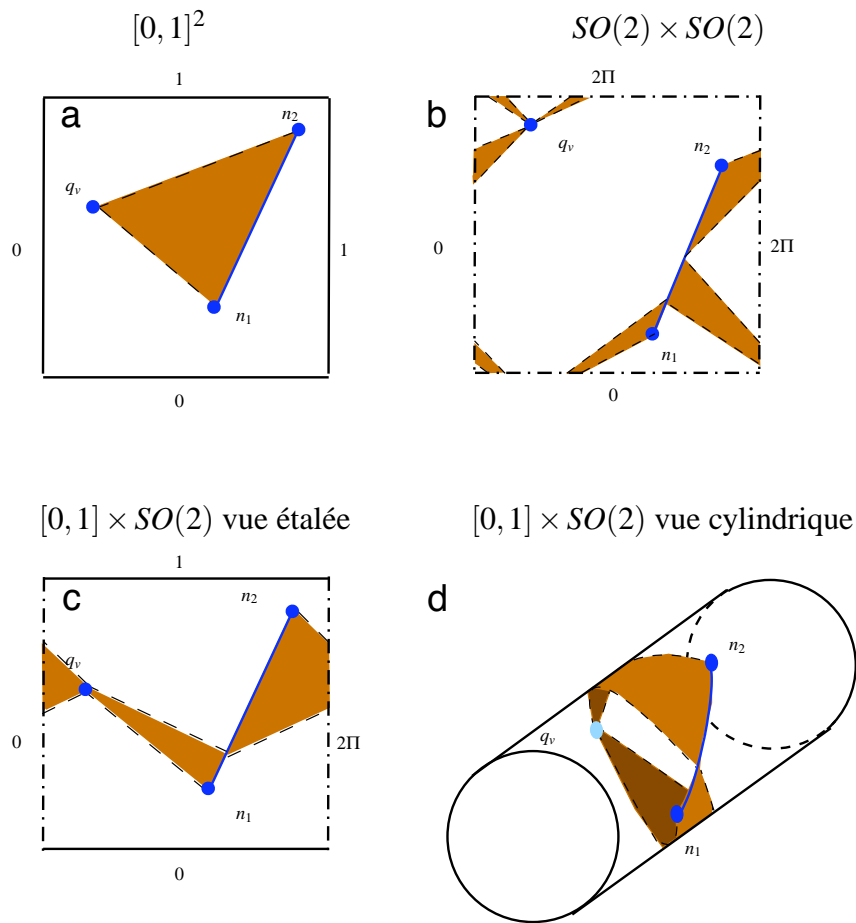 [0, 1]²
SO(2) × SO(2)
1
2Π
a
n₂
b
qᵥ
n₂
qᵥ
0
1
0
2Π
n₁
n₁
0
0
[0, 1] × SO(2) vue étalée
[0, 1] × SO(2) vue cylindrique
1
c
n₂
d
n₂
qᵥ
0
2Π
qᵥ
n₁
n₁
0